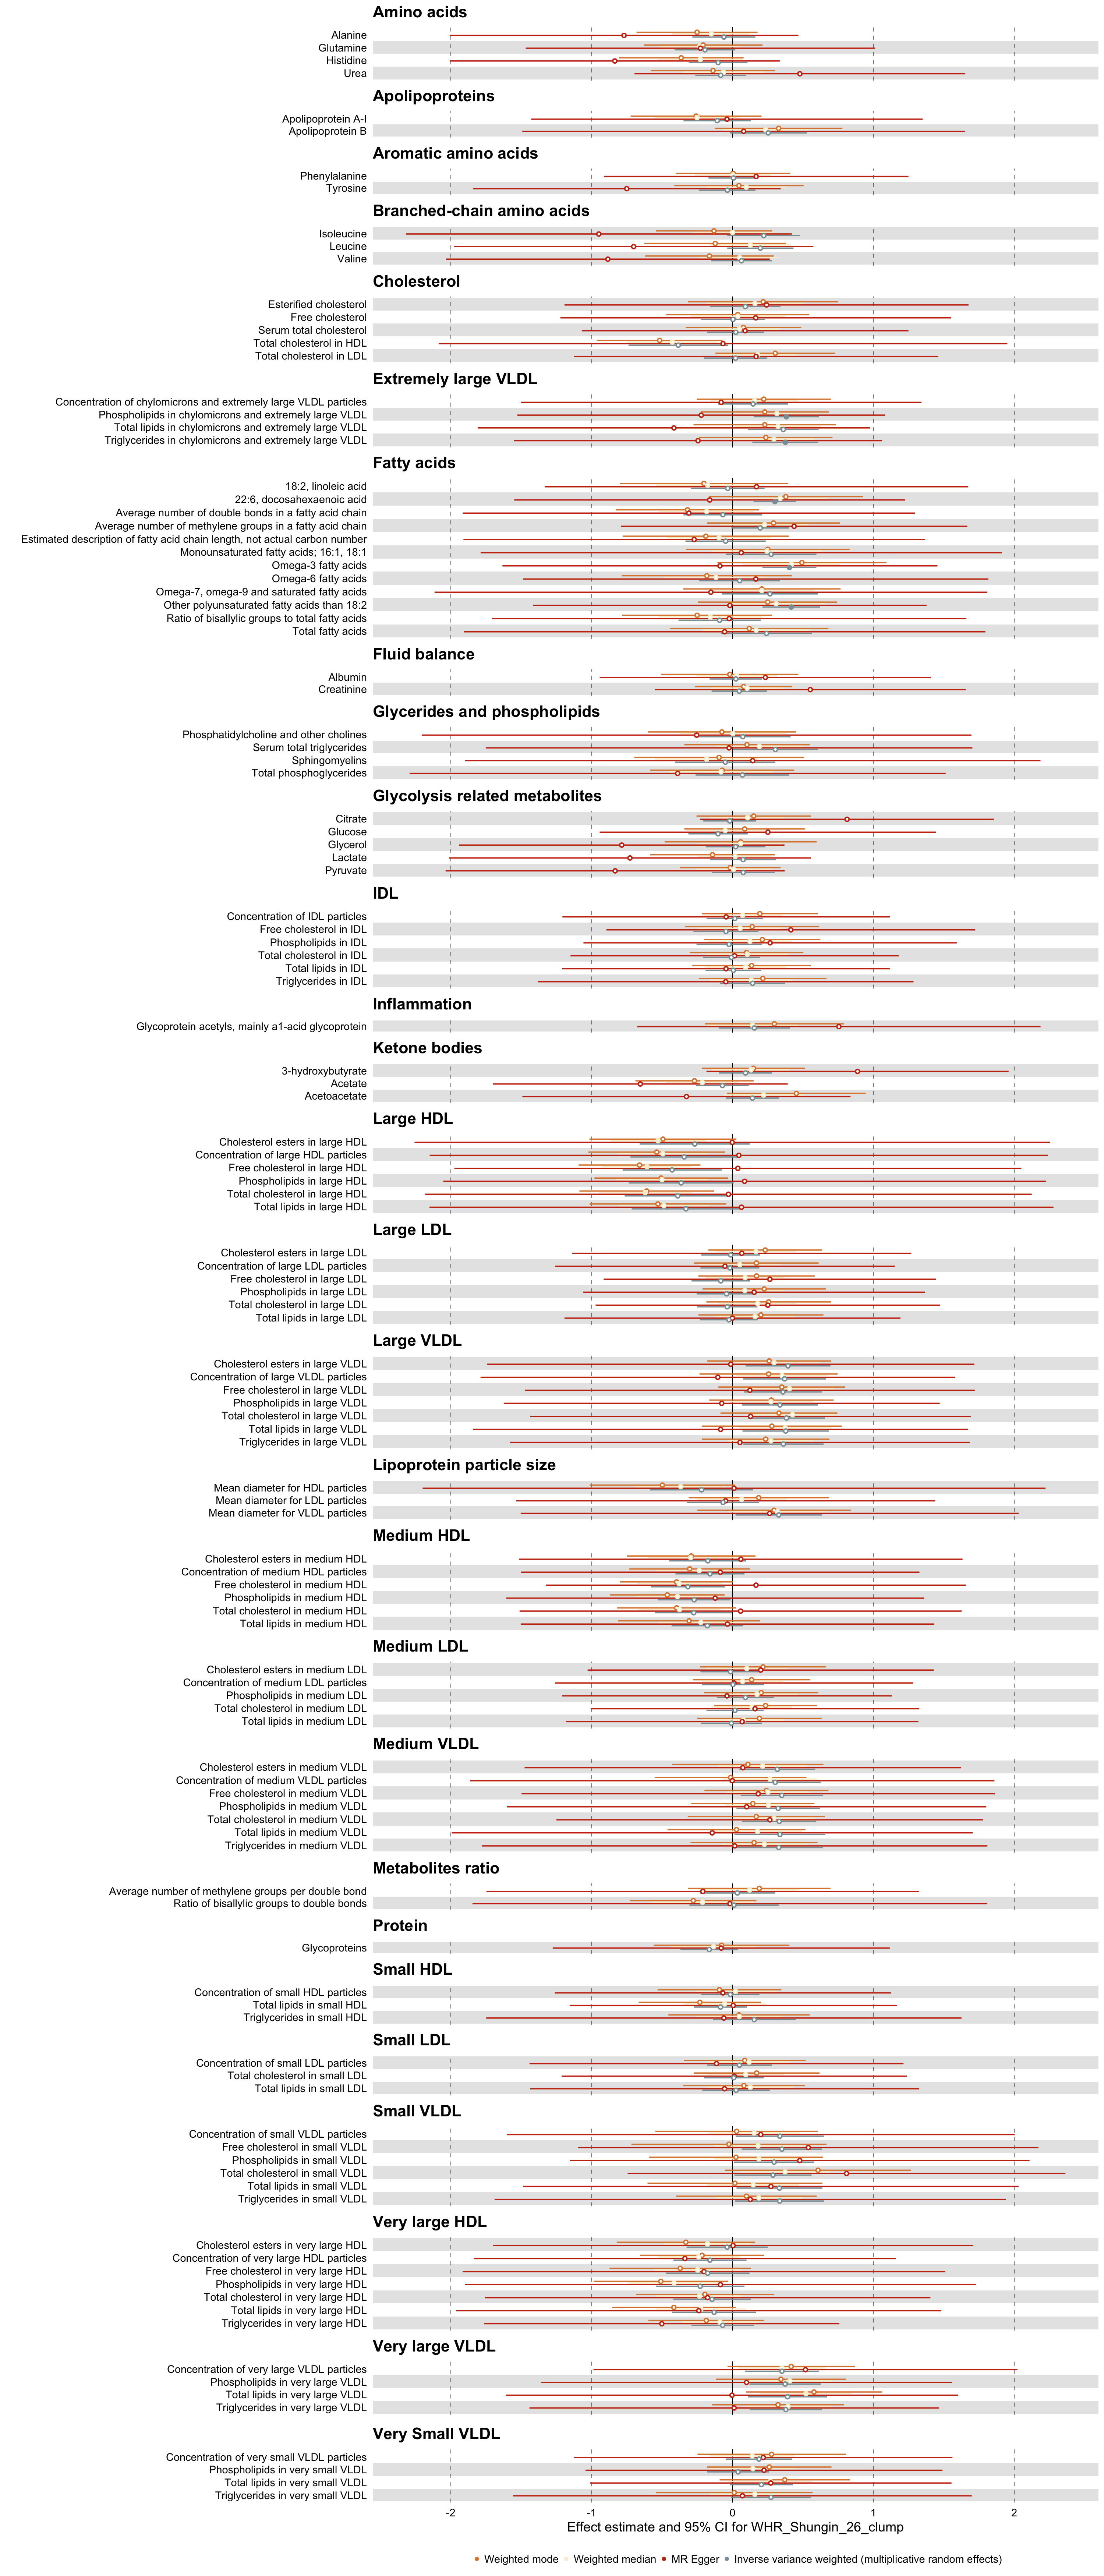 Amino acids
Alanine
Glutamine
Histidine
Urea
Apolipoproteins
Apolipoprotein A-I
Apolipoprotein B
Aromatic amino acids
Phenylalanine
Tyrosine
Branched-chain amino acids
Isoleucine
Leucine
Valine
Cholesterol
Esterified cholesterol
Free cholesterol
Serum total cholesterol
Total cholesterol in HDL
Total cholesterol in LDL
Extremely large VLDL
Concentration of chylomicrons and extremely large VLDL particles
Phospholipids in chylomicrons and extremely large VLDL
Total lipids in chylomicrons and extremely large VLDL
Triglycerides in chylomicrons and extremely large VLDL
Fatty acids
18:2, linoleic acid
22:6, docosahexaenoic acid
Average number of double bonds in a fatty acid chain
Average number of methylene groups in a fatty acid chain
Estimated description of fatty acid chain length, not actual carbon number
Monounsaturated fatty acids; 16:1, 18:1
Omega-3 fatty acids
Omega-6 fatty acids
Omega-7, omega-9 and saturated fatty acids
Other polyunsaturated fatty acids than 18:2
Ratio of bisallylic groups to total fatty acids
Total fatty acids
Fluid balance
Albumin
Creatinine
Glycerides and phospholipids
Phosphatidylcholine and other cholines
Serum total triglycerides
Sphingomyelins
Total phosphoglycerides
Glycolysis related metabolites
Citrate
Glucose
Glycerol
Lactate
Pyruvate
IDL
Concentration of IDL particles
Free cholesterol in IDL
Phospholipids in IDL
Total cholesterol in IDL
Total lipids in IDL
Triglycerides in IDL
Inflammation
Glycoprotein acetyls, mainly a1-acid glycoprotein
Ketone bodies
3-hydroxybutyrate
Acetate
Acetoacetate
Large HDL
Cholesterol esters in large HDL
Concentration of large HDL particles
Free cholesterol in large HDL
Phospholipids in large HDL
Total cholesterol in large HDL
Total lipids in large HDL
Large LDL
Cholesterol esters in large LDL
Concentration of large LDL particles
Free cholesterol in large LDL
Phospholipids in large LDL
Total cholesterol in large LDL
Total lipids in large LDL
Large VLDL
Cholesterol esters in large VLDL
Concentration of large VLDL particles
Free cholesterol in large VLDL
Phospholipids in large VLDL
Total cholesterol in large VLDL
Total lipids in large VLDL
Triglycerides in large VLDL
Lipoprotein particle size
Mean diameter for HDL particles
Mean diameter for LDL particles
Mean diameter for VLDL particles
Medium HDL
Cholesterol esters in medium HDL
Concentration of medium HDL particles
Free cholesterol in medium HDL
Phospholipids in medium HDL
Total cholesterol in medium HDL
Total lipids in medium HDL
Medium LDL
Cholesterol esters in medium LDL
Concentration of medium LDL particles
Phospholipids in medium LDL
Total cholesterol in medium LDL
Total lipids in medium LDL
Medium VLDL
Cholesterol esters in medium VLDL
Concentration of medium VLDL particles
Free cholesterol in medium VLDL
Phospholipids in medium VLDL
Total cholesterol in medium VLDL
Total lipids in medium VLDL
Triglycerides in medium VLDL
Metabolites ratio
Average number of methylene groups per double bond
Ratio of bisallylic groups to double bonds
Protein
Glycoproteins
Small HDL
Concentration of small HDL particles
Total lipids in small HDL
Triglycerides in small HDL
Small LDL
Concentration of small LDL particles
Total cholesterol in small LDL
Total lipids in small LDL
Small VLDL
Concentration of small VLDL particles
Free cholesterol in small VLDL
Phospholipids in small VLDL
Total cholesterol in small VLDL
Total lipids in small VLDL
Triglycerides in small VLDL
Very large HDL
Cholesterol esters in very large HDL
Concentration of very large HDL particles
Free cholesterol in very large HDL
Phospholipids in very large HDL
Total cholesterol in very large HDL
Total lipids in very large HDL
Triglycerides in very large HDL
Very large VLDL
Concentration of very large VLDL particles
Phospholipids in very large VLDL
Total lipids in very large VLDL
Triglycerides in very large VLDL
Very Small VLDL
Concentration of very small VLDL particles
Phospholipids in very small VLDL
Total lipids in very small VLDL
Triglycerides in very small VLDL
-2 -1 0 1 2
Effect estimate and 95% CI for WHR_Shungin_26_clump
Weighted mode Weighted median MR Egger Inverse variance weighted (multiplicative random effects)